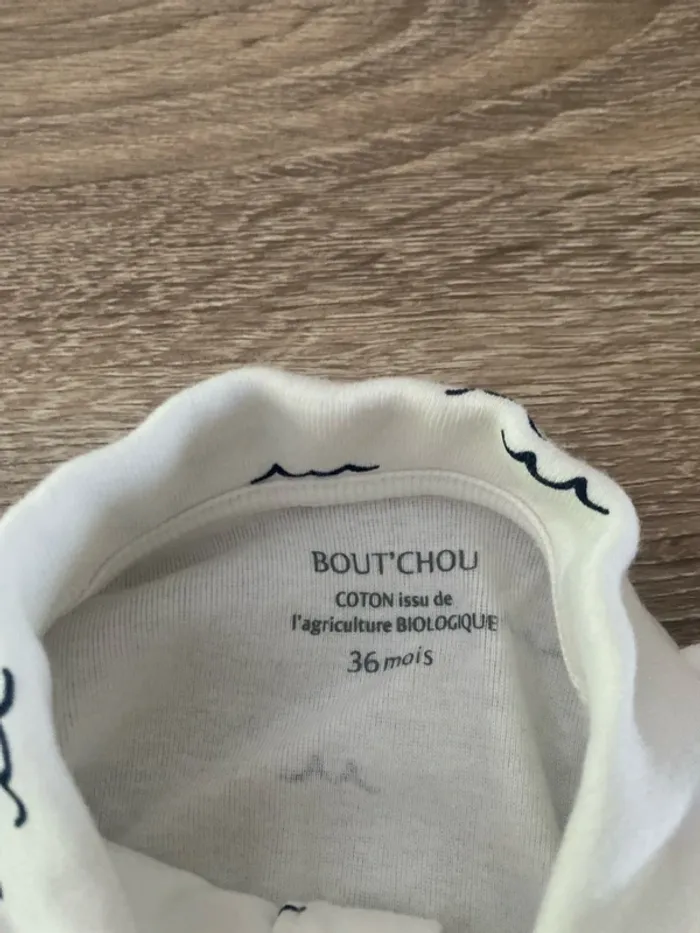 BOUT'CHOU
COTON issu de
l'agriculture BIOLOGIQUE
36 mois